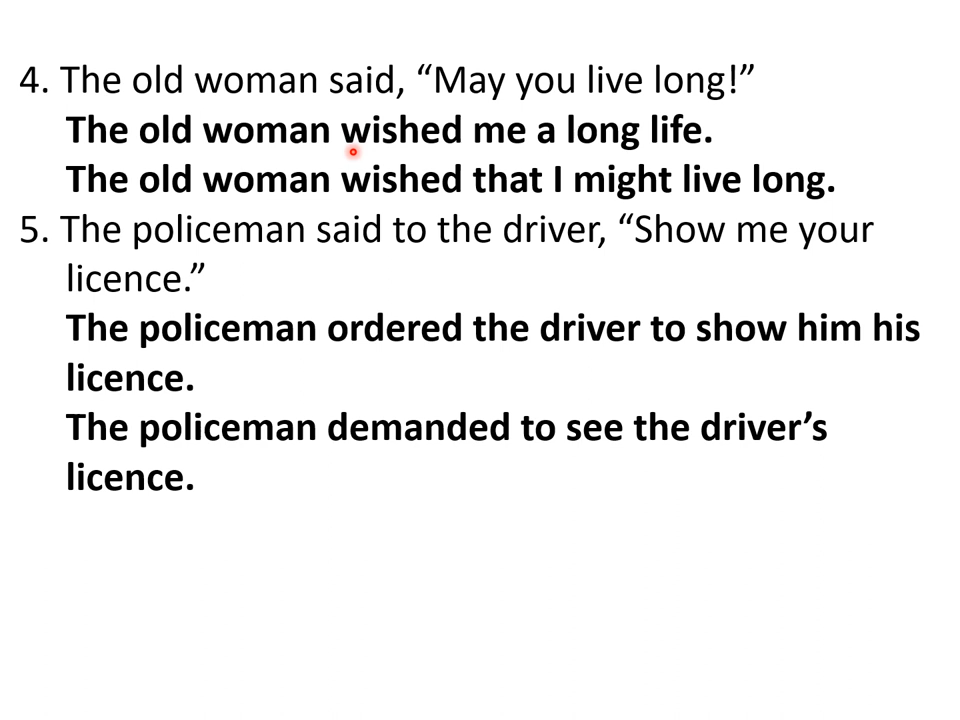 4. The old woman said, “May you live long!”
The old woman wished me a long life.
The old woman wished that I might live long.
5. The policeman said to the driver, “Show me your
licence.”
The policeman ordered the driver to show him his
licence.
The policeman demanded to see the driver’s
licence.